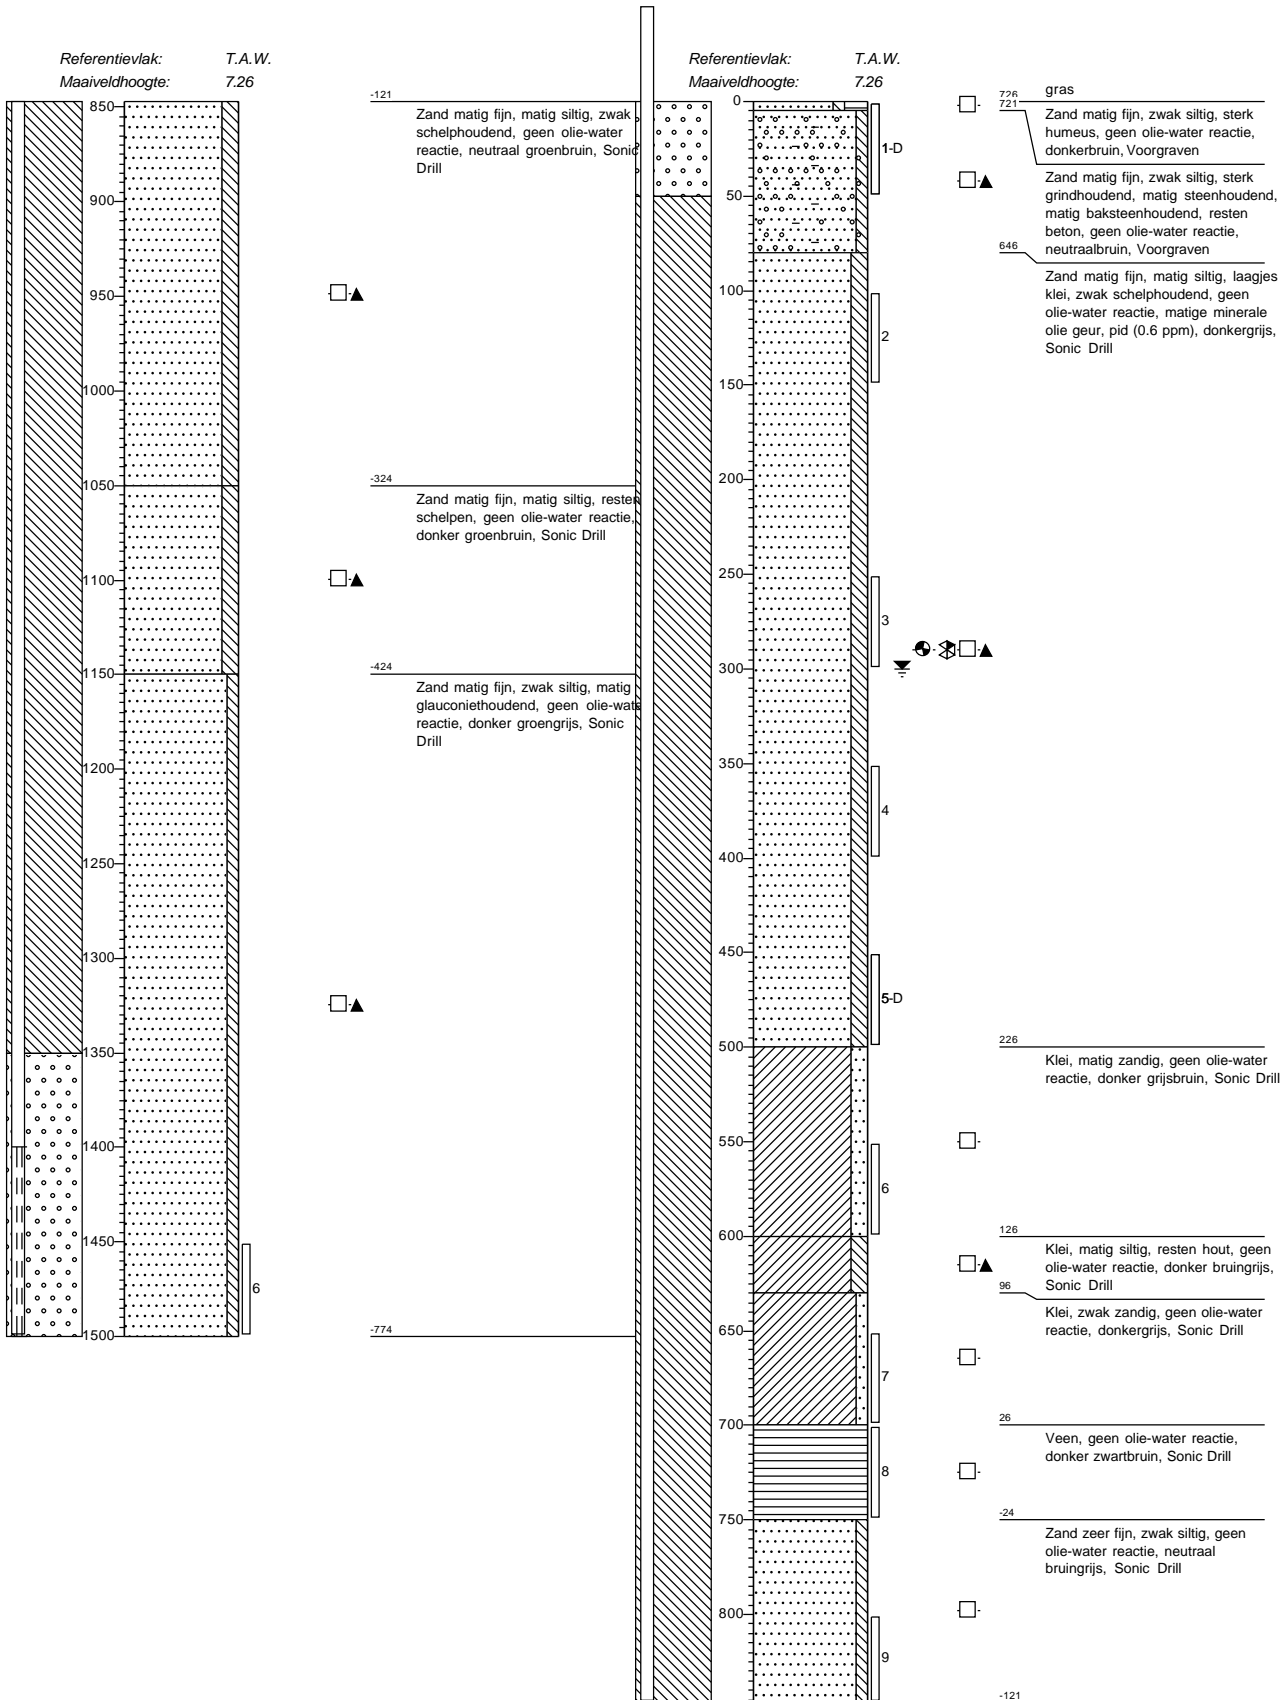 Referentievlak: T.A.W.
Maaiveldhoogte: 7.26
850
900
950
1000
1050
1100
1150
1200
1250
1300
1350
1400
1450
1500
6
-121
Zand matig fijn, matig siltig, zwak
schelphoudend, geen olie-water
reactie, neutraal groenbruin, Sonic
Drill
-324
Zand matig fijn, matig siltig, resten
schelpen, geen olie-water reactie,
donker groenbruin, Sonic Drill
-424
Zand matig fijn, zwak siltig, matig
glauconiethoudend, geen olie-wate
reactie, donker groengrijs, Sonic
Drill
-774
Referentievlak: T.A.W.
Maaiveldhoogte: 7.26
0
50
100
150
200
250
300
350
400
450
500
550
600
650
700
750
800
1-D
2
3
4
5-D
6
7
8
9
726
gras
721
Zand matig fijn, zwak siltig, sterk
humeus, geen olie-water reactie,
donkerbruin, Voorgraven
Zand matig fijn, zwak siltig, sterk
grindhoudend, matig steenhoudend,
matig baksteenhoudend, resten
beton, geen olie-water reactie,
neutraalbruin, Voorgraven
646
Zand matig fijn, matig siltig, laagjes
klei, zwak schelphoudend, geen
olie-water reactie, matige minerale
olie geur, pid (0.6 ppm), donkergrijs,
Sonic Drill
226
Klei, matig zandig, geen olie-water
reactie, donker grijsbruin, Sonic Drill
126
Klei, matig siltig, resten hout, geen
olie-water reactie, donker bruingrijs,
Sonic Drill
96
Klei, zwak zandig, geen olie-water
reactie, donkergrijs, Sonic Drill
26
Veen, geen olie-water reactie,
donker zwartbruin, Sonic Drill
-24
Zand zeer fijn, zwak siltig, geen
olie-water reactie, neutraal
bruingrijs, Sonic Drill
-121